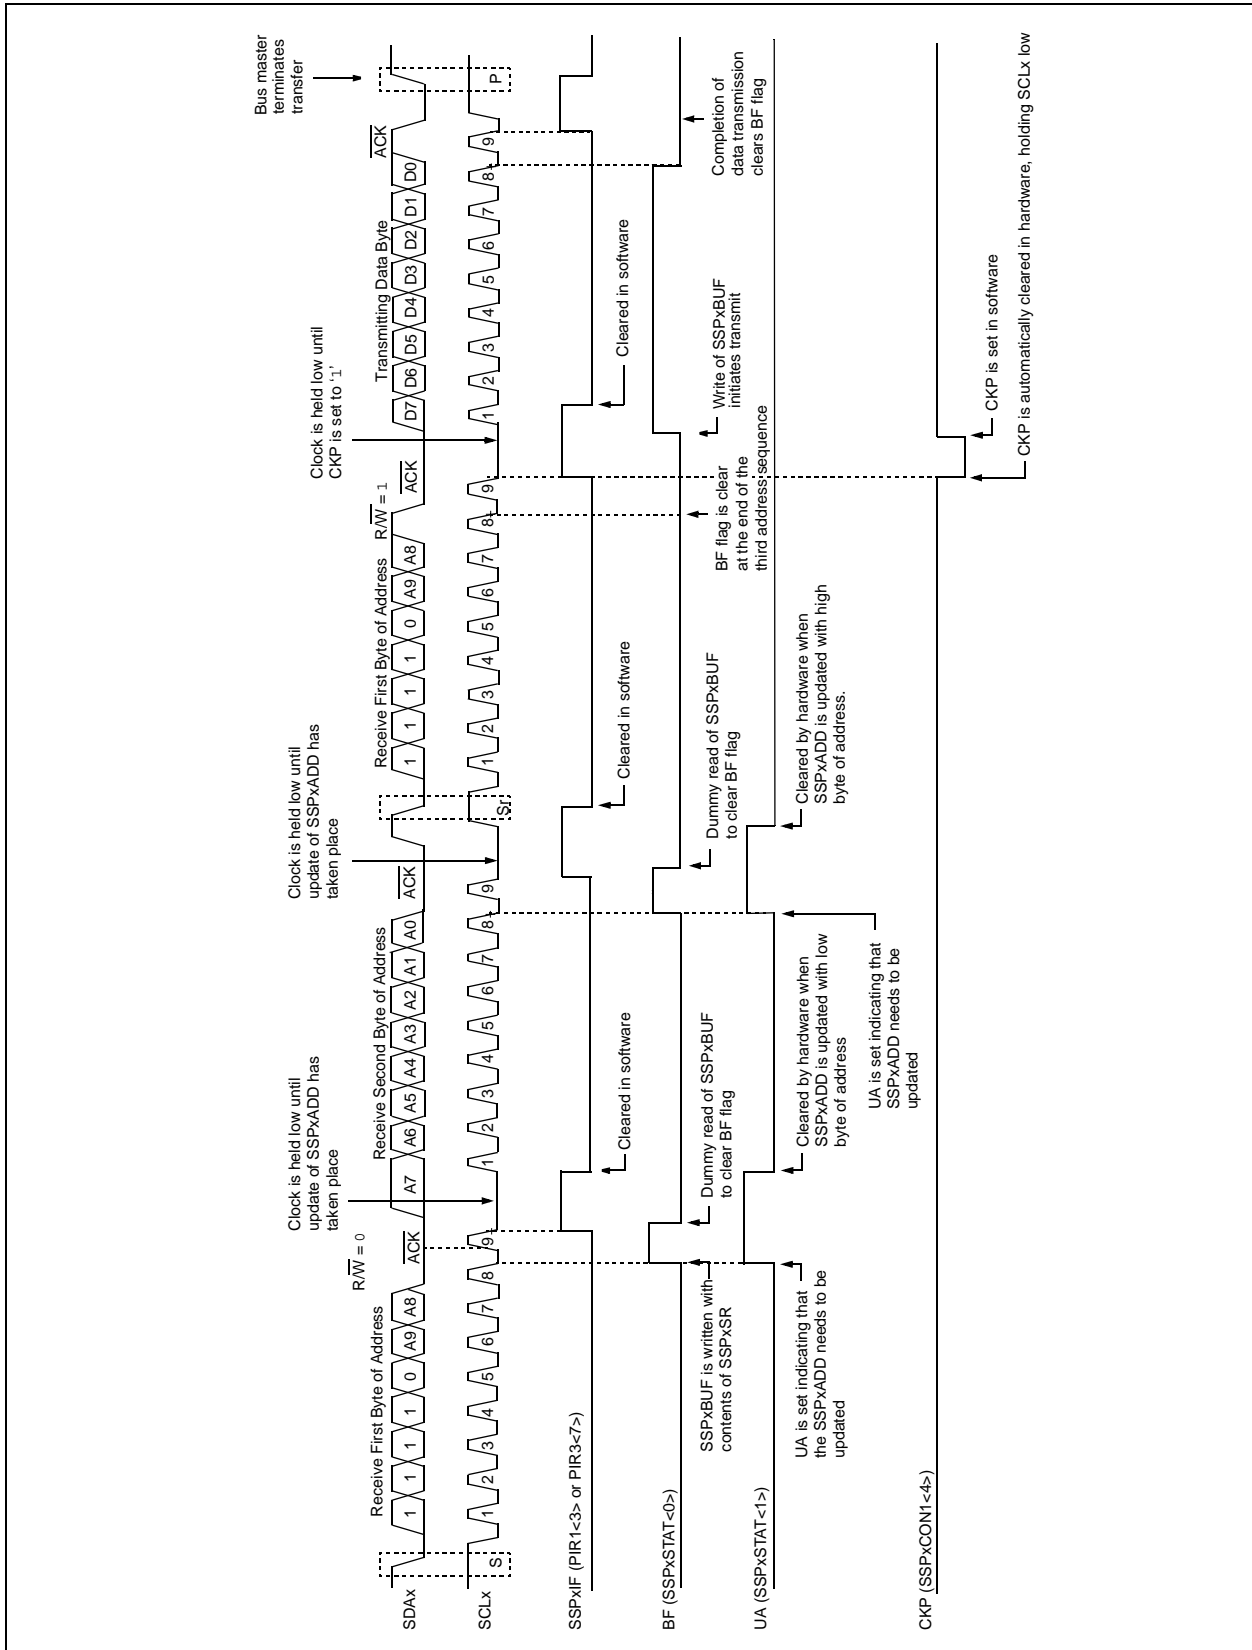 Bus master
terminates
transfer
Clock is held low until
CKP is set to ‘1’
Clock is held low until
update of SSPxADD has
taken place
Clock is held low until
update of SSPxADD has
taken place
R/W = 0
R/W = 1
Receive First Byte of Address
ACK
Receive Second Byte of Address
ACK
Receive First Byte of Address
ACK
Transmitting Data Byte
ACK
SDAx
1 1 1 1 0 A9 A8
A7 A6 A5 A4 A3 A2 A1 A0
1 1 1 1 0 A9 A8
D7 D6 D5 D4 D3 D2 D1 D0
SCLx
S
1 2 3 4 5 6 7 8 9
1 2 3 4 5 6 7 8 9
Sr
1 2 3 4 5 6 7 8 9
1 2 3 4 5 6 7 8 9
P
SSPxIF (PIR1<3> or PIR3<7>)
Cleared in software
Cleared in software
Cleared in software
BF (SSPxSTAT<0>)
SSPxBUF is written with
contents of SSPxSR
Dummy read of SSPxBUF
to clear BF flag
Dummy read of SSPxBUF
to clear BF flag
BF flag is clear
at the end of the
third address sequence
Write of SSPxBUF
initiates transmit
Completion of
data transmission
clears BF flag
UA (SSPxSTAT<1>)
UA is set indicating that
the SSPxADD needs to be
updated
Cleared by hardware when
SSPxADD is updated with low
byte of address
UA is set indicating that
SSPxADD needs to be
updated
Cleared by hardware when
SSPxADD is updated with high
byte of address.
CKP (SSPxCON1<4>)
CKP is set in software
CKP is automatically cleared in hardware, holding SCLx low